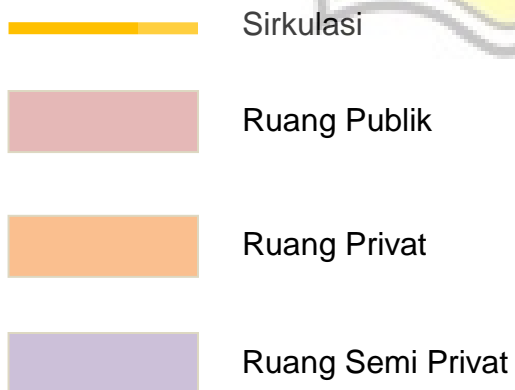 Sirkulasi
Ruang Publik
Ruang Privat
Ruang Semi Privat